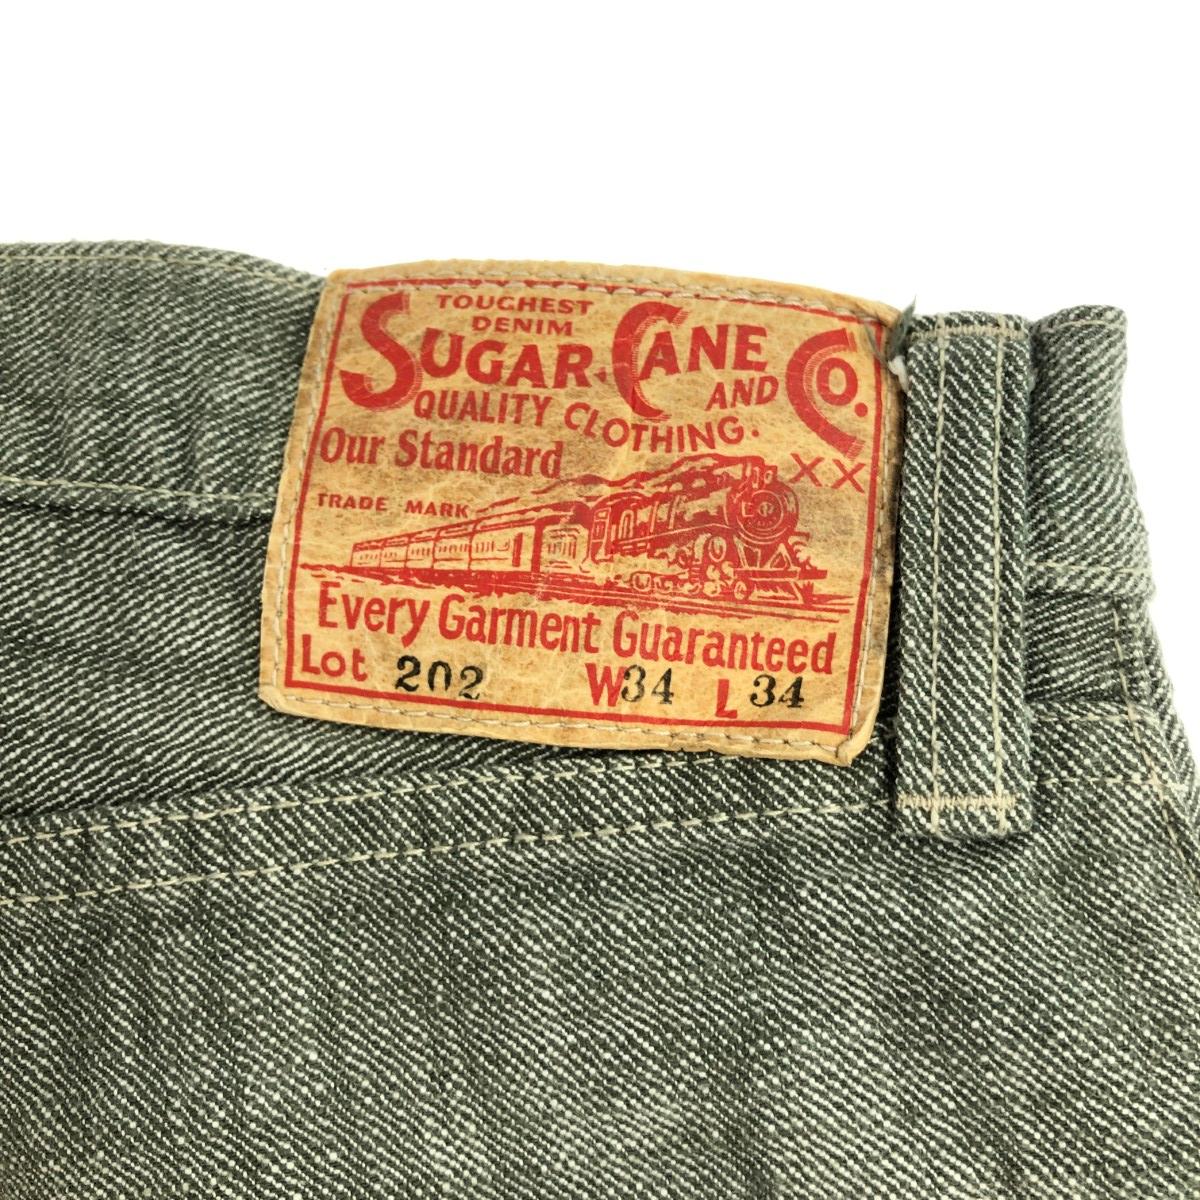 TOUGHEST
DENIM
SUGAR CANE CO.
AND
QUALITY CLOTHING.
Our Standard
XX
TRADE MARK
Every Garment Guaranteed
Lot 202 W34 L34